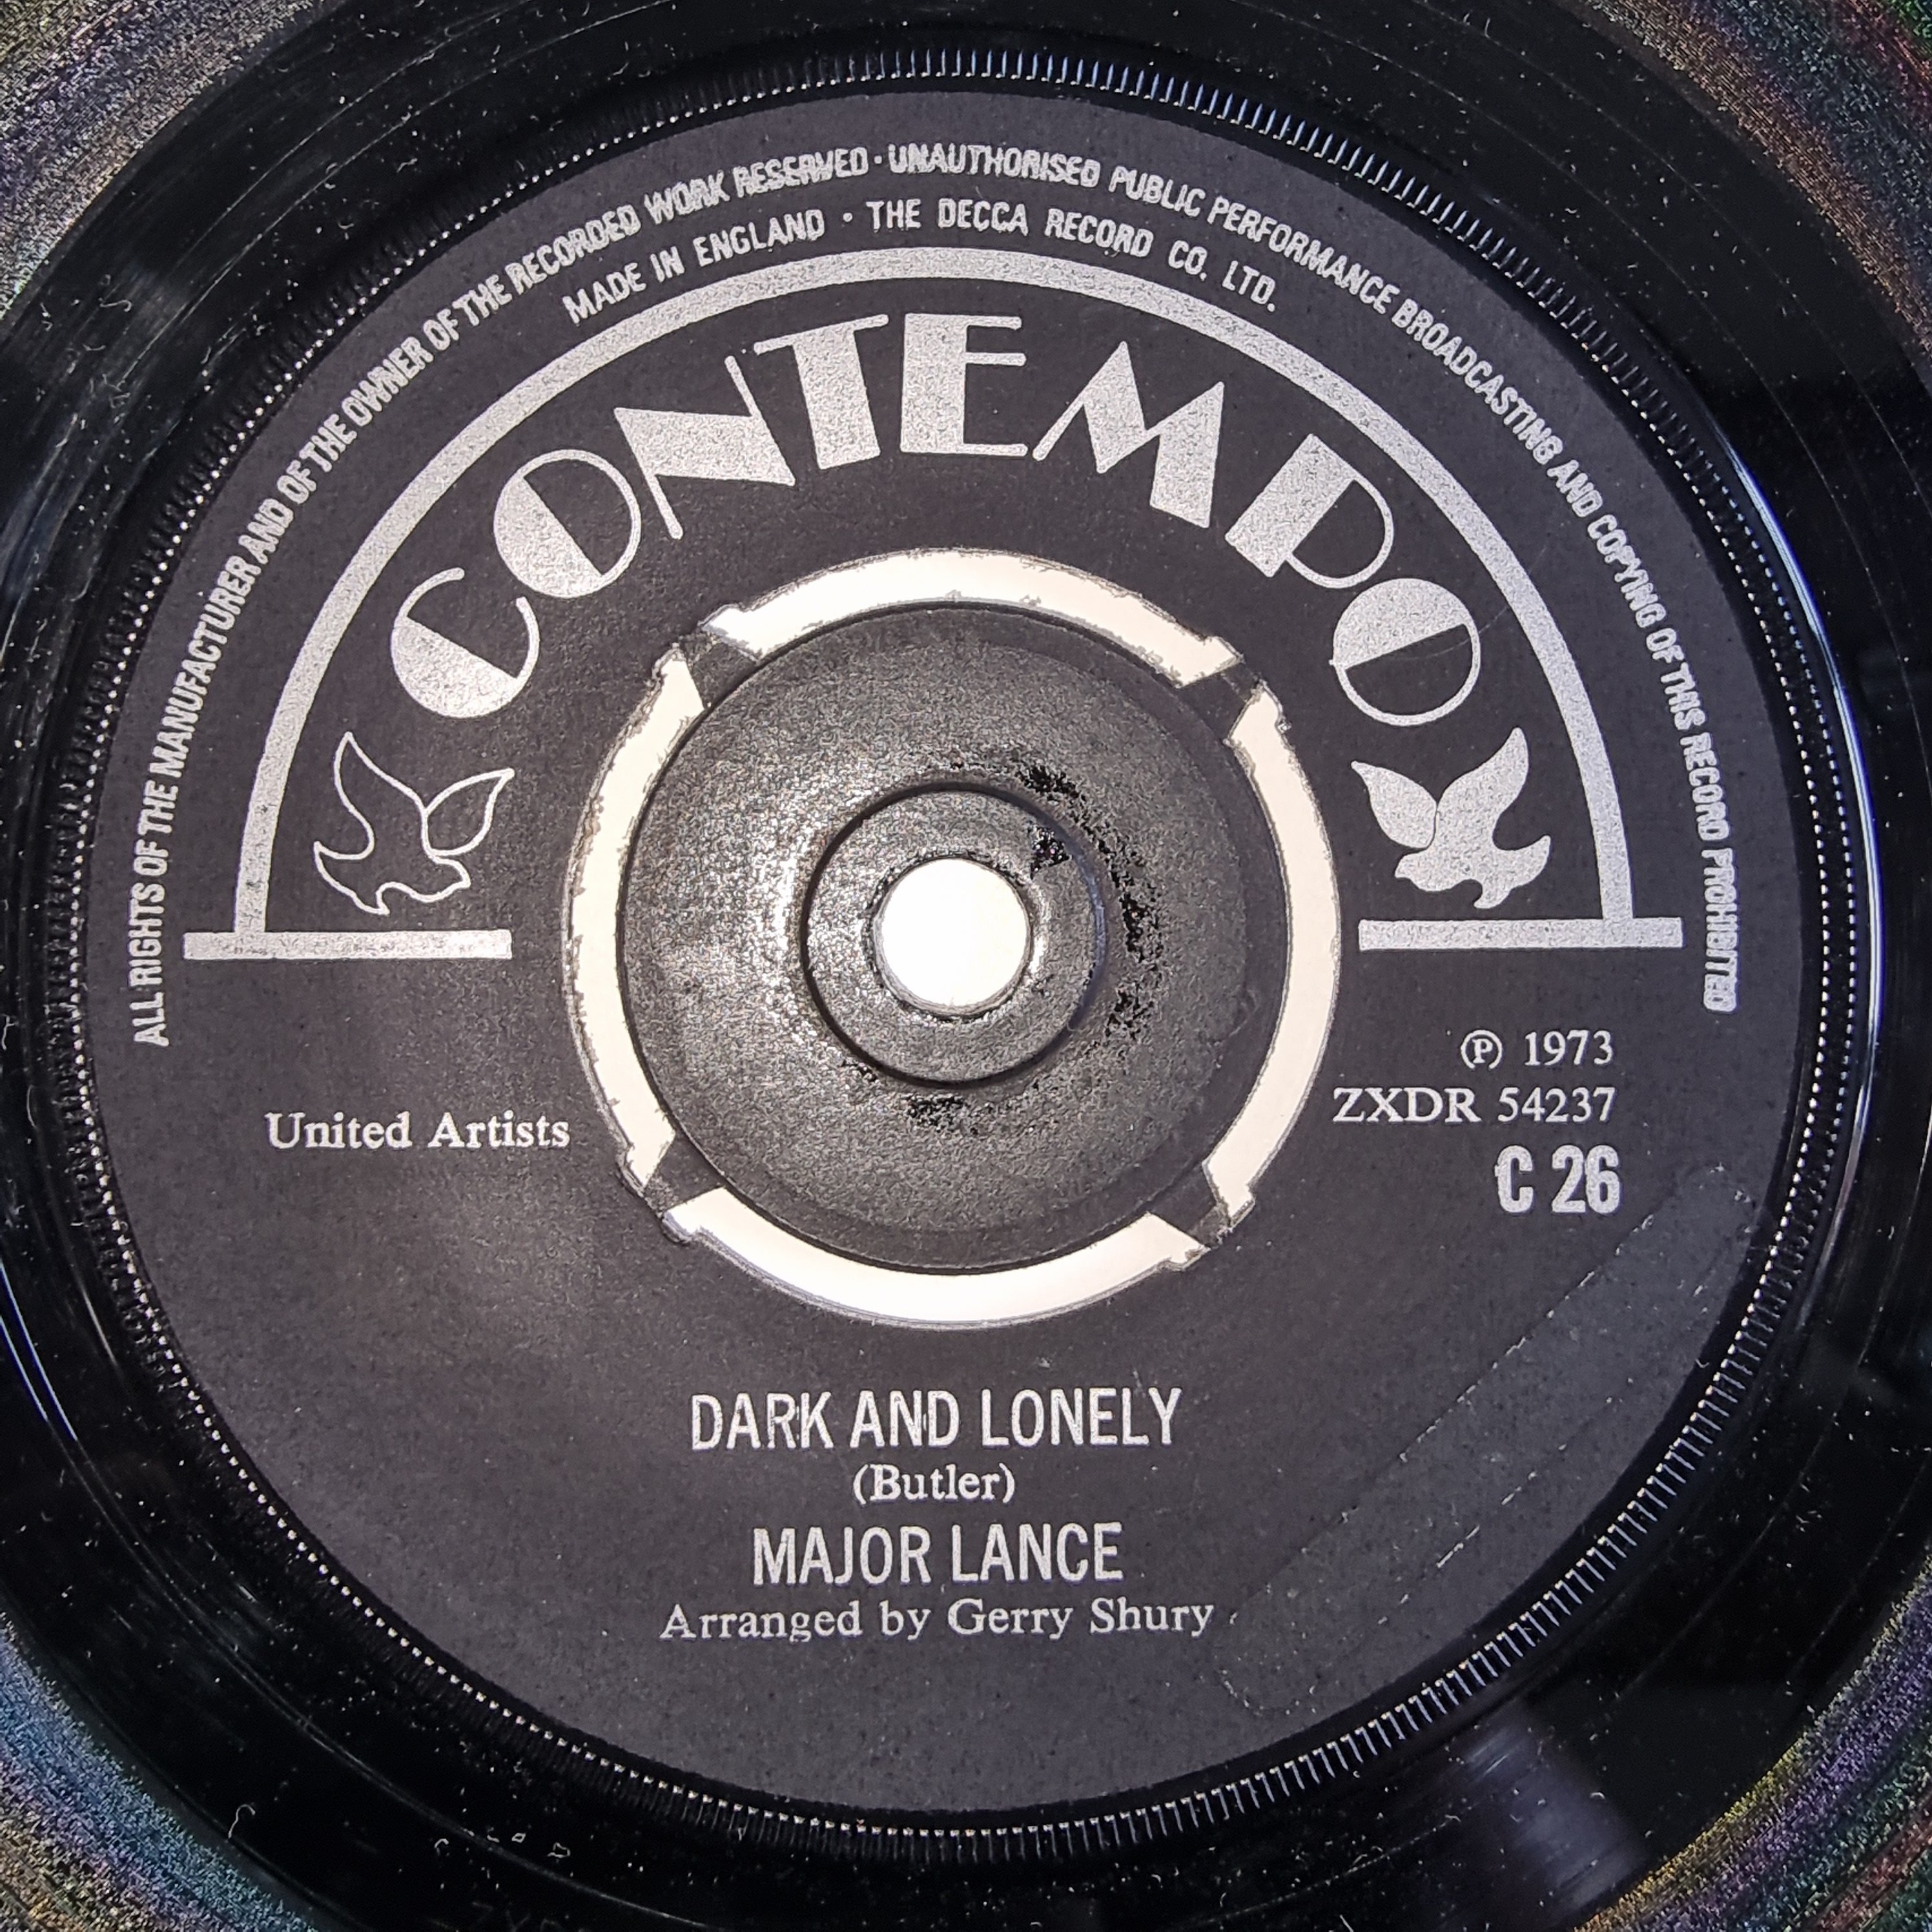 ALL RIGHTS OF THE MANUFACTURER AND OF THE OWNER OF THE RECORDED WORK RESERVED · UNAUTHORISED PUBLIC PERFORMANCE BROADCASTING AND COPYING OF THIS RECORD PROHIBITED
MADE IN ENGLAND · THE DECCA RECORD CO. LTD.
CONTEMPO
℗ 1973
ZXDR 54237
United Artists
C 26
DARK AND LONELY
(Butler)
MAJOR LANCE
Arranged by Gerry Shury